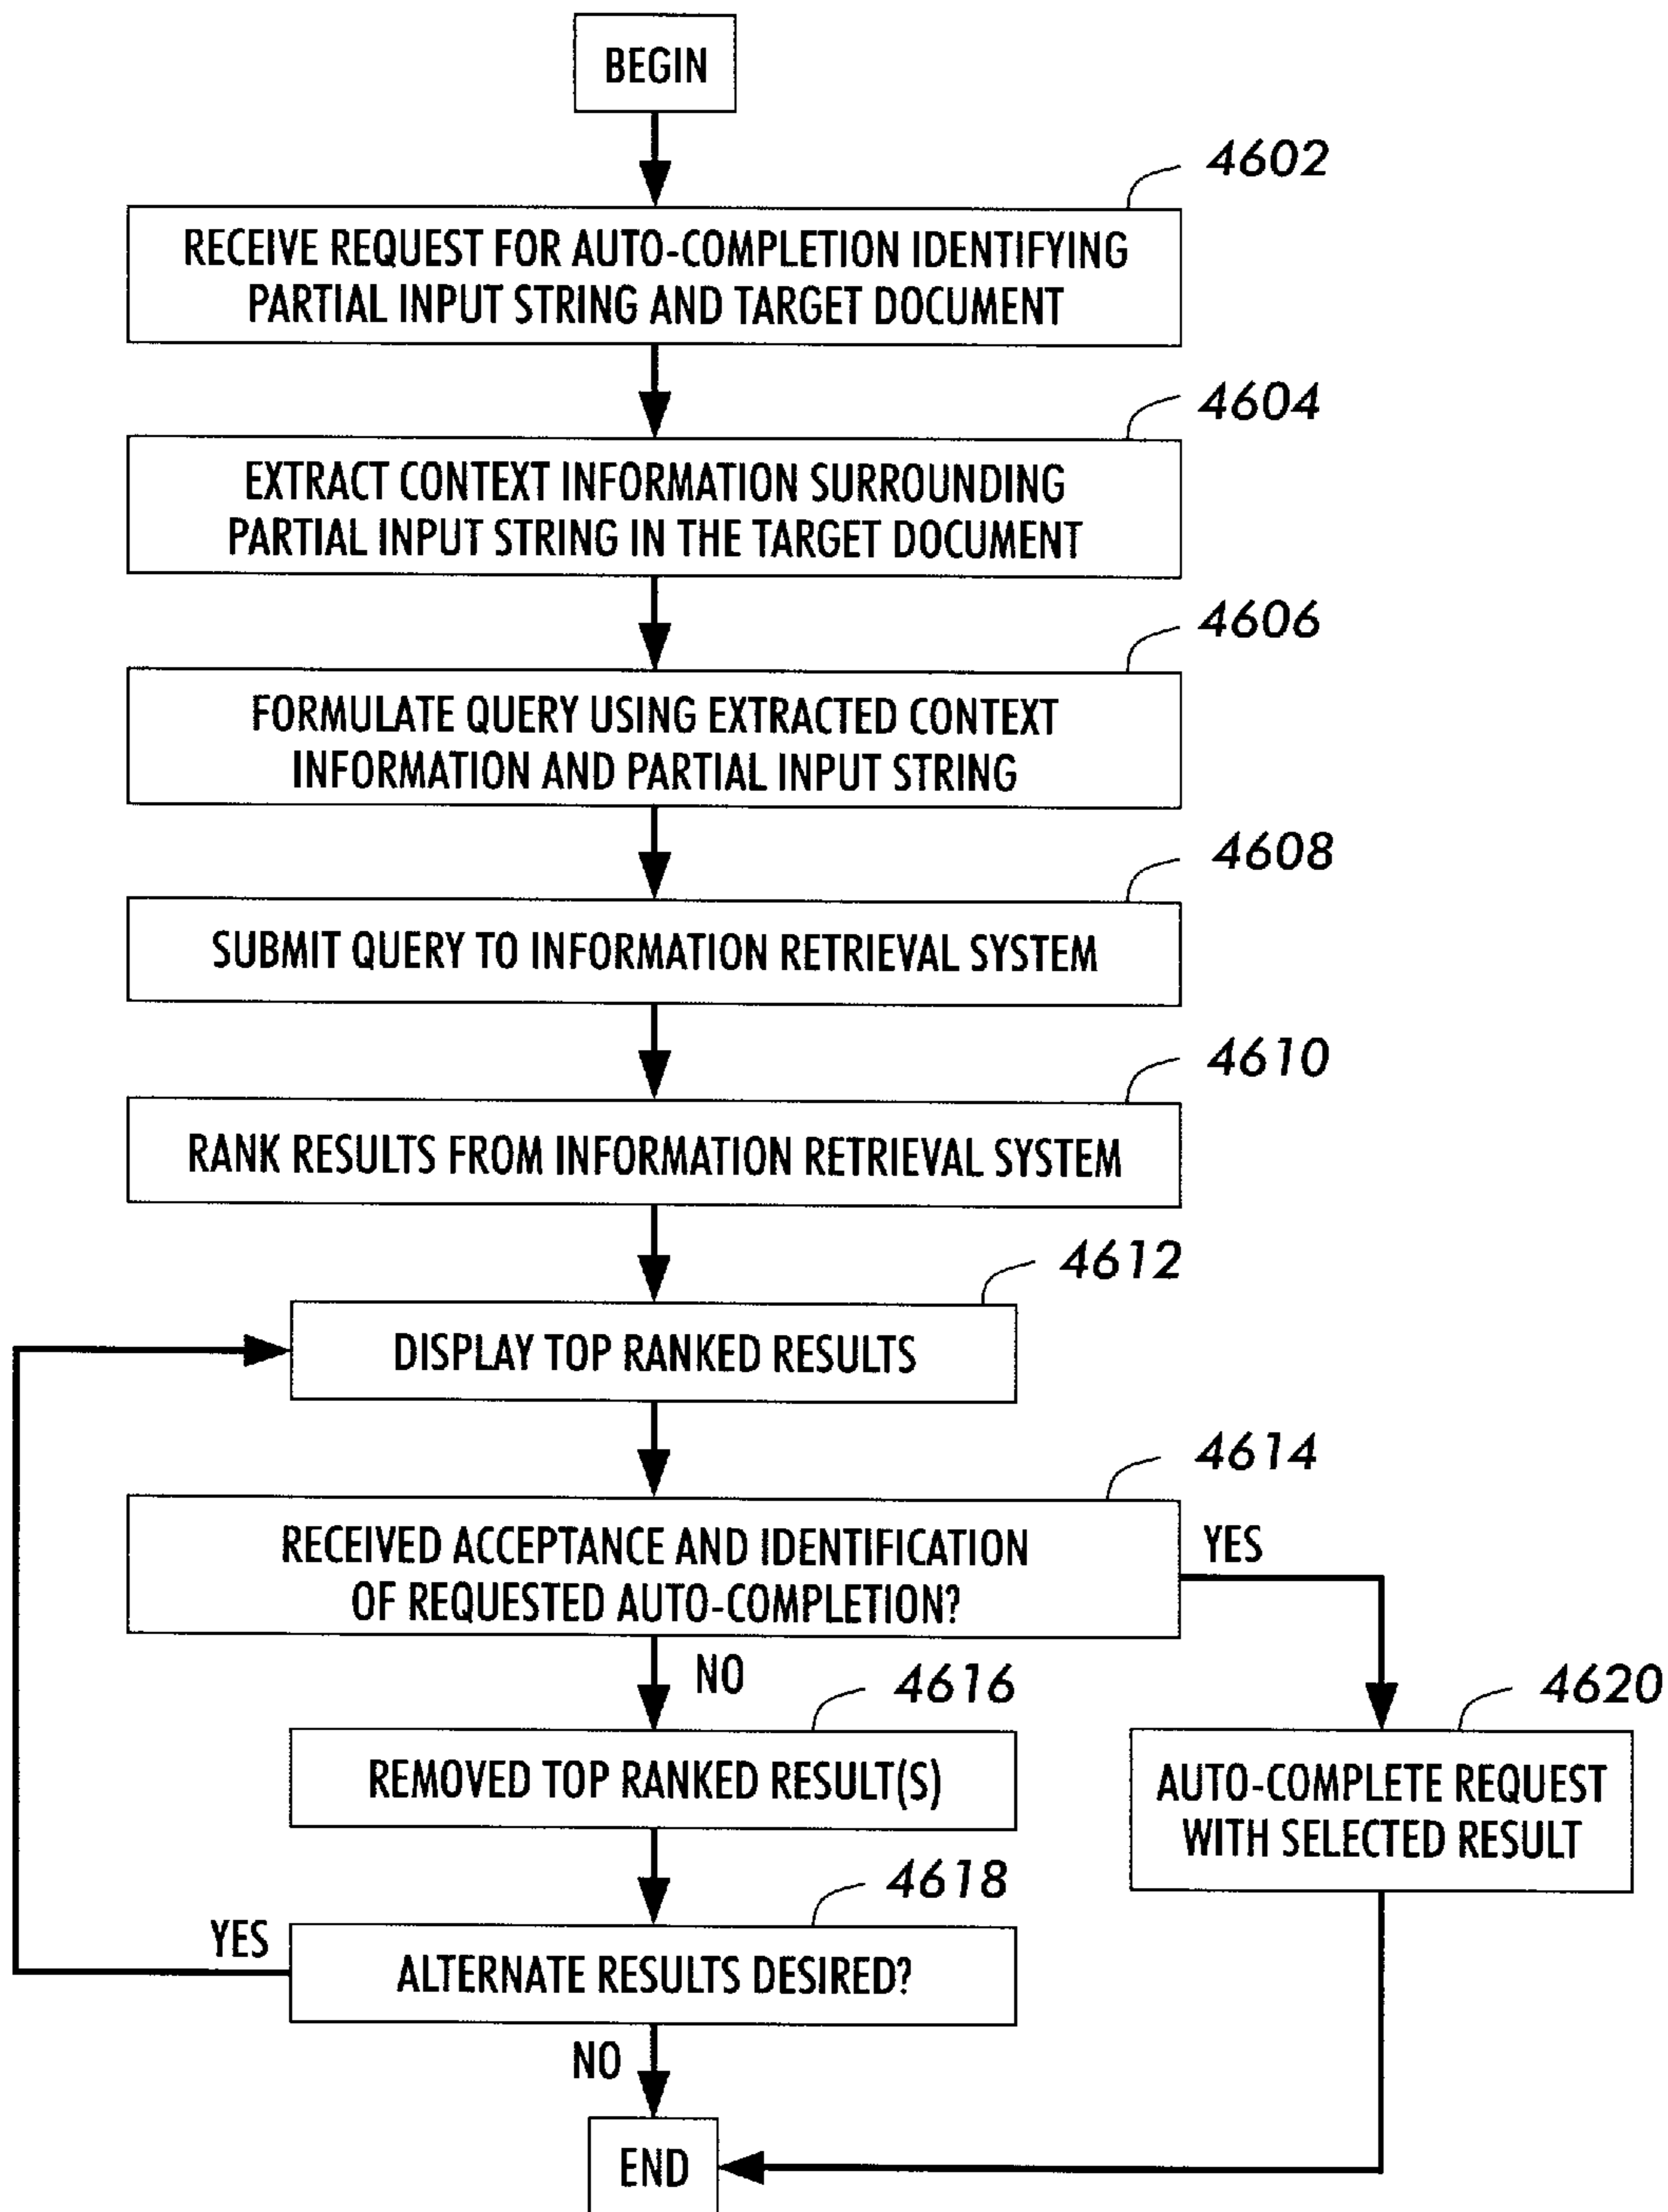 BEGIN
4602
RECEIVE REQUEST FOR AUTO-COMPLETION IDENTIFYING
PARTIAL INPUT STRING AND TARGET DOCUMENT
4604
EXTRACT CONTEXT INFORMATION SURROUNDING
PARTIAL INPUT STRING IN THE TARGET DOCUMENT
4606
FORMULATE QUERY USING EXTRACTED CONTEXT
INFORMATION AND PARTIAL INPUT STRING
4608
SUBMIT QUERY TO INFORMATION RETRIEVAL SYSTEM
4610
RANK RESULTS FROM INFORMATION RETRIEVAL SYSTEM
4612
DISPLAY TOP RANKED RESULTS
4614
RECEIVED ACCEPTANCE AND IDENTIFICATION
OF REQUESTED AUTO-COMPLETION?
YES
NO
4616
REMOVED TOP RANKED RESULT(S)
4620
AUTO-COMPLETE REQUEST
WITH SELECTED RESULT
4618
YES
ALTERNATE RESULTS DESIRED?
NO
END